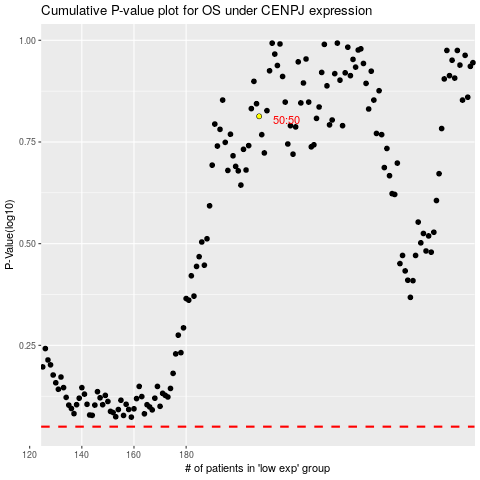 Cumulative P-value plot for OS under CENPJ expression
1.00
0.75
0.50
0.25
P-Value(log10)
50:50
120 140 160 180
# of patients in 'low exp' group